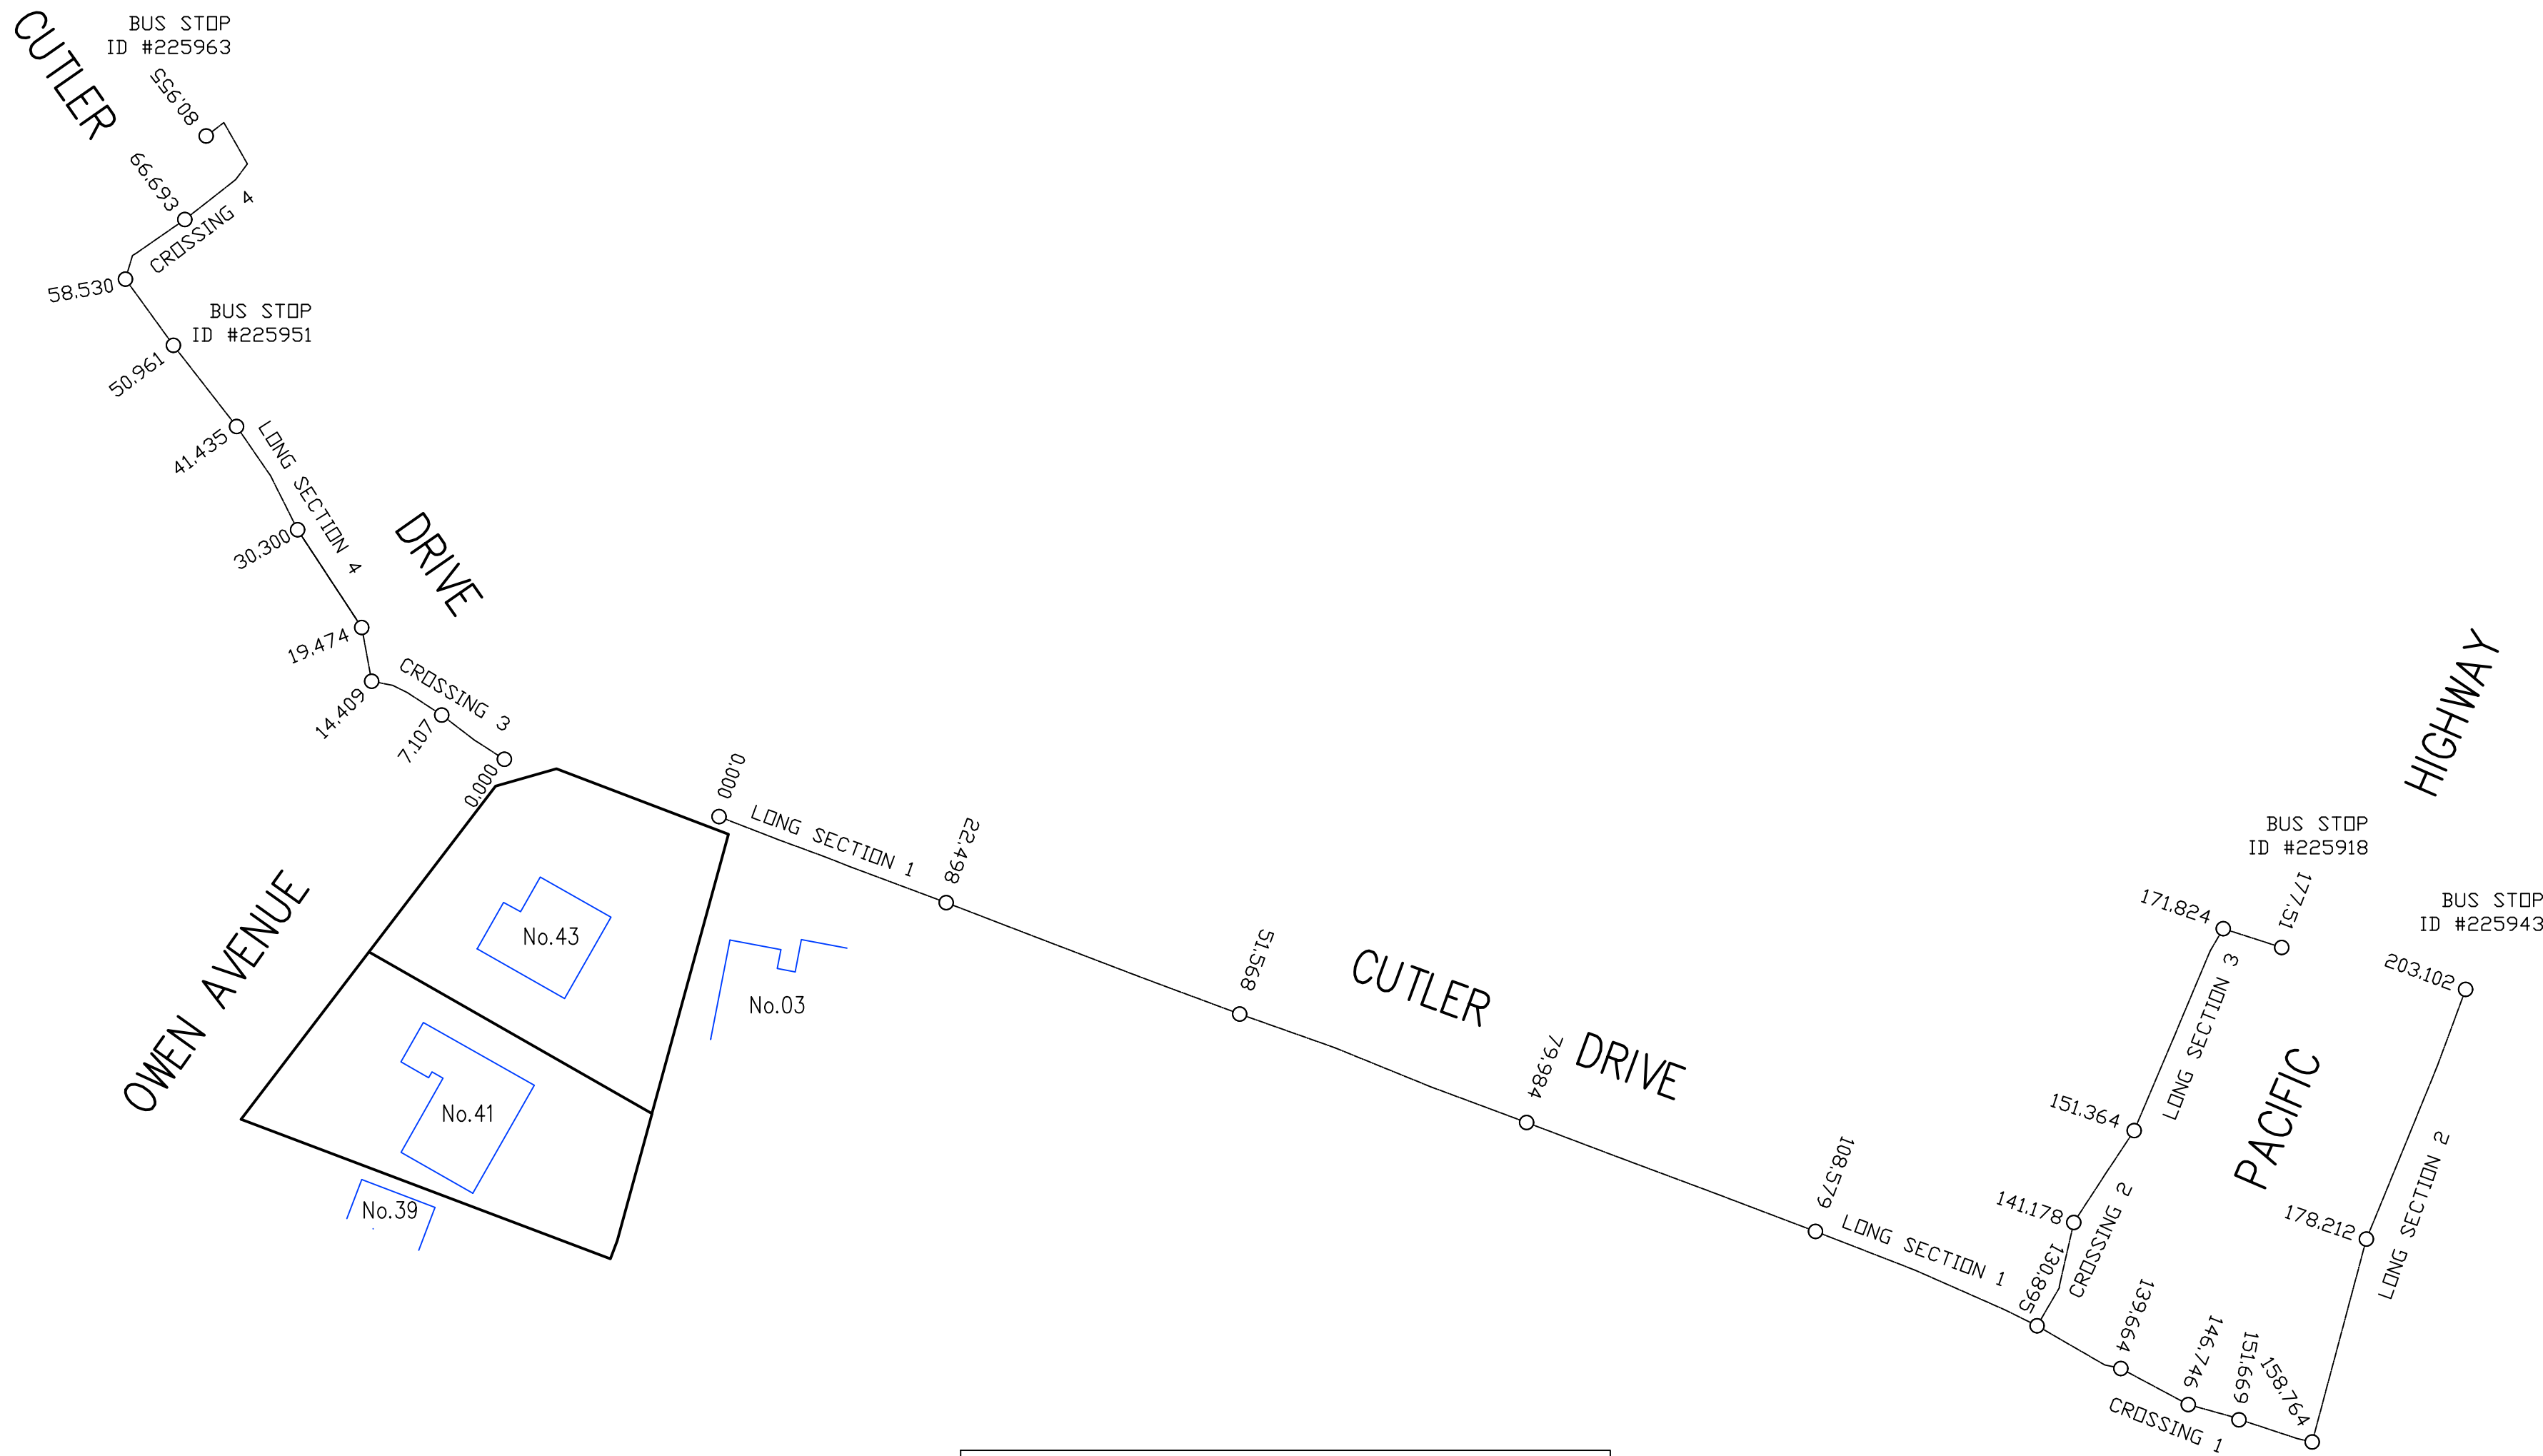 CUTLER
BUS STOP
ID #225963
80.955
66.693
CROSSING 4
58.530
BUS STOP
ID #225951
50.961
41.435
LONG SECTION 4
30.300
DRIVE
19.474
CROSSING 3
14.409
7.107
0.000
0.000
LONG SECTION 1
22.498
OWEN AVENUE
No.43
No.03
No.41
No.39
51.568
CUTLER
DRIVE
79.984
108.579
LONG SECTION 1
HIGHWAY
BUS STOP
ID #225918
177.51
171.824
BUS STOP
ID #225943
203.102
LONG SECTION 3
PACIFIC
151.364
LONG SECTION 2
141.178
CROSSING 2
178.212
130.895
139.664
146.746
151.669
158.764
CROSSING 1